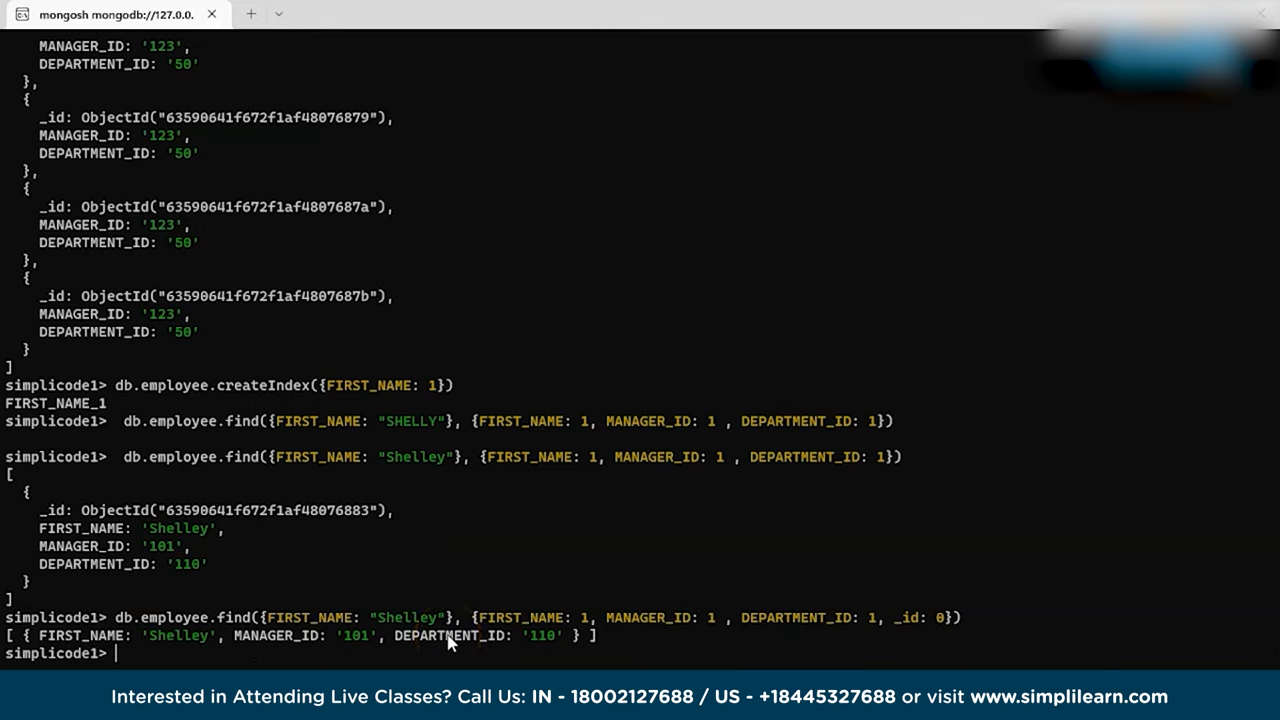 mongosh mongodb://127.0.0.
MANAGER_ID: '123',
DEPARTMENT_ID: '50'
},
{
_id: ObjectId("63590641f672f1af48076879"),
MANAGER_ID: '123',
DEPARTMENT_ID: '50'
},
{
_id: ObjectId("63590641f672f1af4807687a"),
MANAGER_ID: '123',
DEPARTMENT_ID: '50'
},
{
_id: ObjectId("63590641f672f1af4807687b"),
MANAGER_ID: '123',
DEPARTMENT_ID: '50'
}
]
simplicode1> db.employee.createIndex({FIRST_NAME: 1})
FIRST_NAME_1
simplicode1>  db.employee.find({FIRST_NAME: "SHELLY"}, {FIRST_NAME: 1, MANAGER_ID: 1 , DEPARTMENT_ID: 1})
simplicode1>  db.employee.find({FIRST_NAME: "Shelley"}, {FIRST_NAME: 1, MANAGER_ID: 1 , DEPARTMENT_ID: 1})
[
{
_id: ObjectId("63590641f672f1af48076883"),
FIRST_NAME: 'Shelley',
MANAGER_ID: '101',
DEPARTMENT_ID: '110'
}
]
simplicode1> db.employee.find({FIRST_NAME: "Shelley"}, {FIRST_NAME: 1, MANAGER_ID: 1 , DEPARTMENT_ID: 1, _id: 0})
[ { FIRST_NAME: 'Shelley', MANAGER_ID: '101', DEPARTMENT_ID: '110' } ]
simplicode1>
Interested in Attending Live Classes? Call Us: IN - 18002127688 / US - +18445327688 or visit www.simplilearn.com